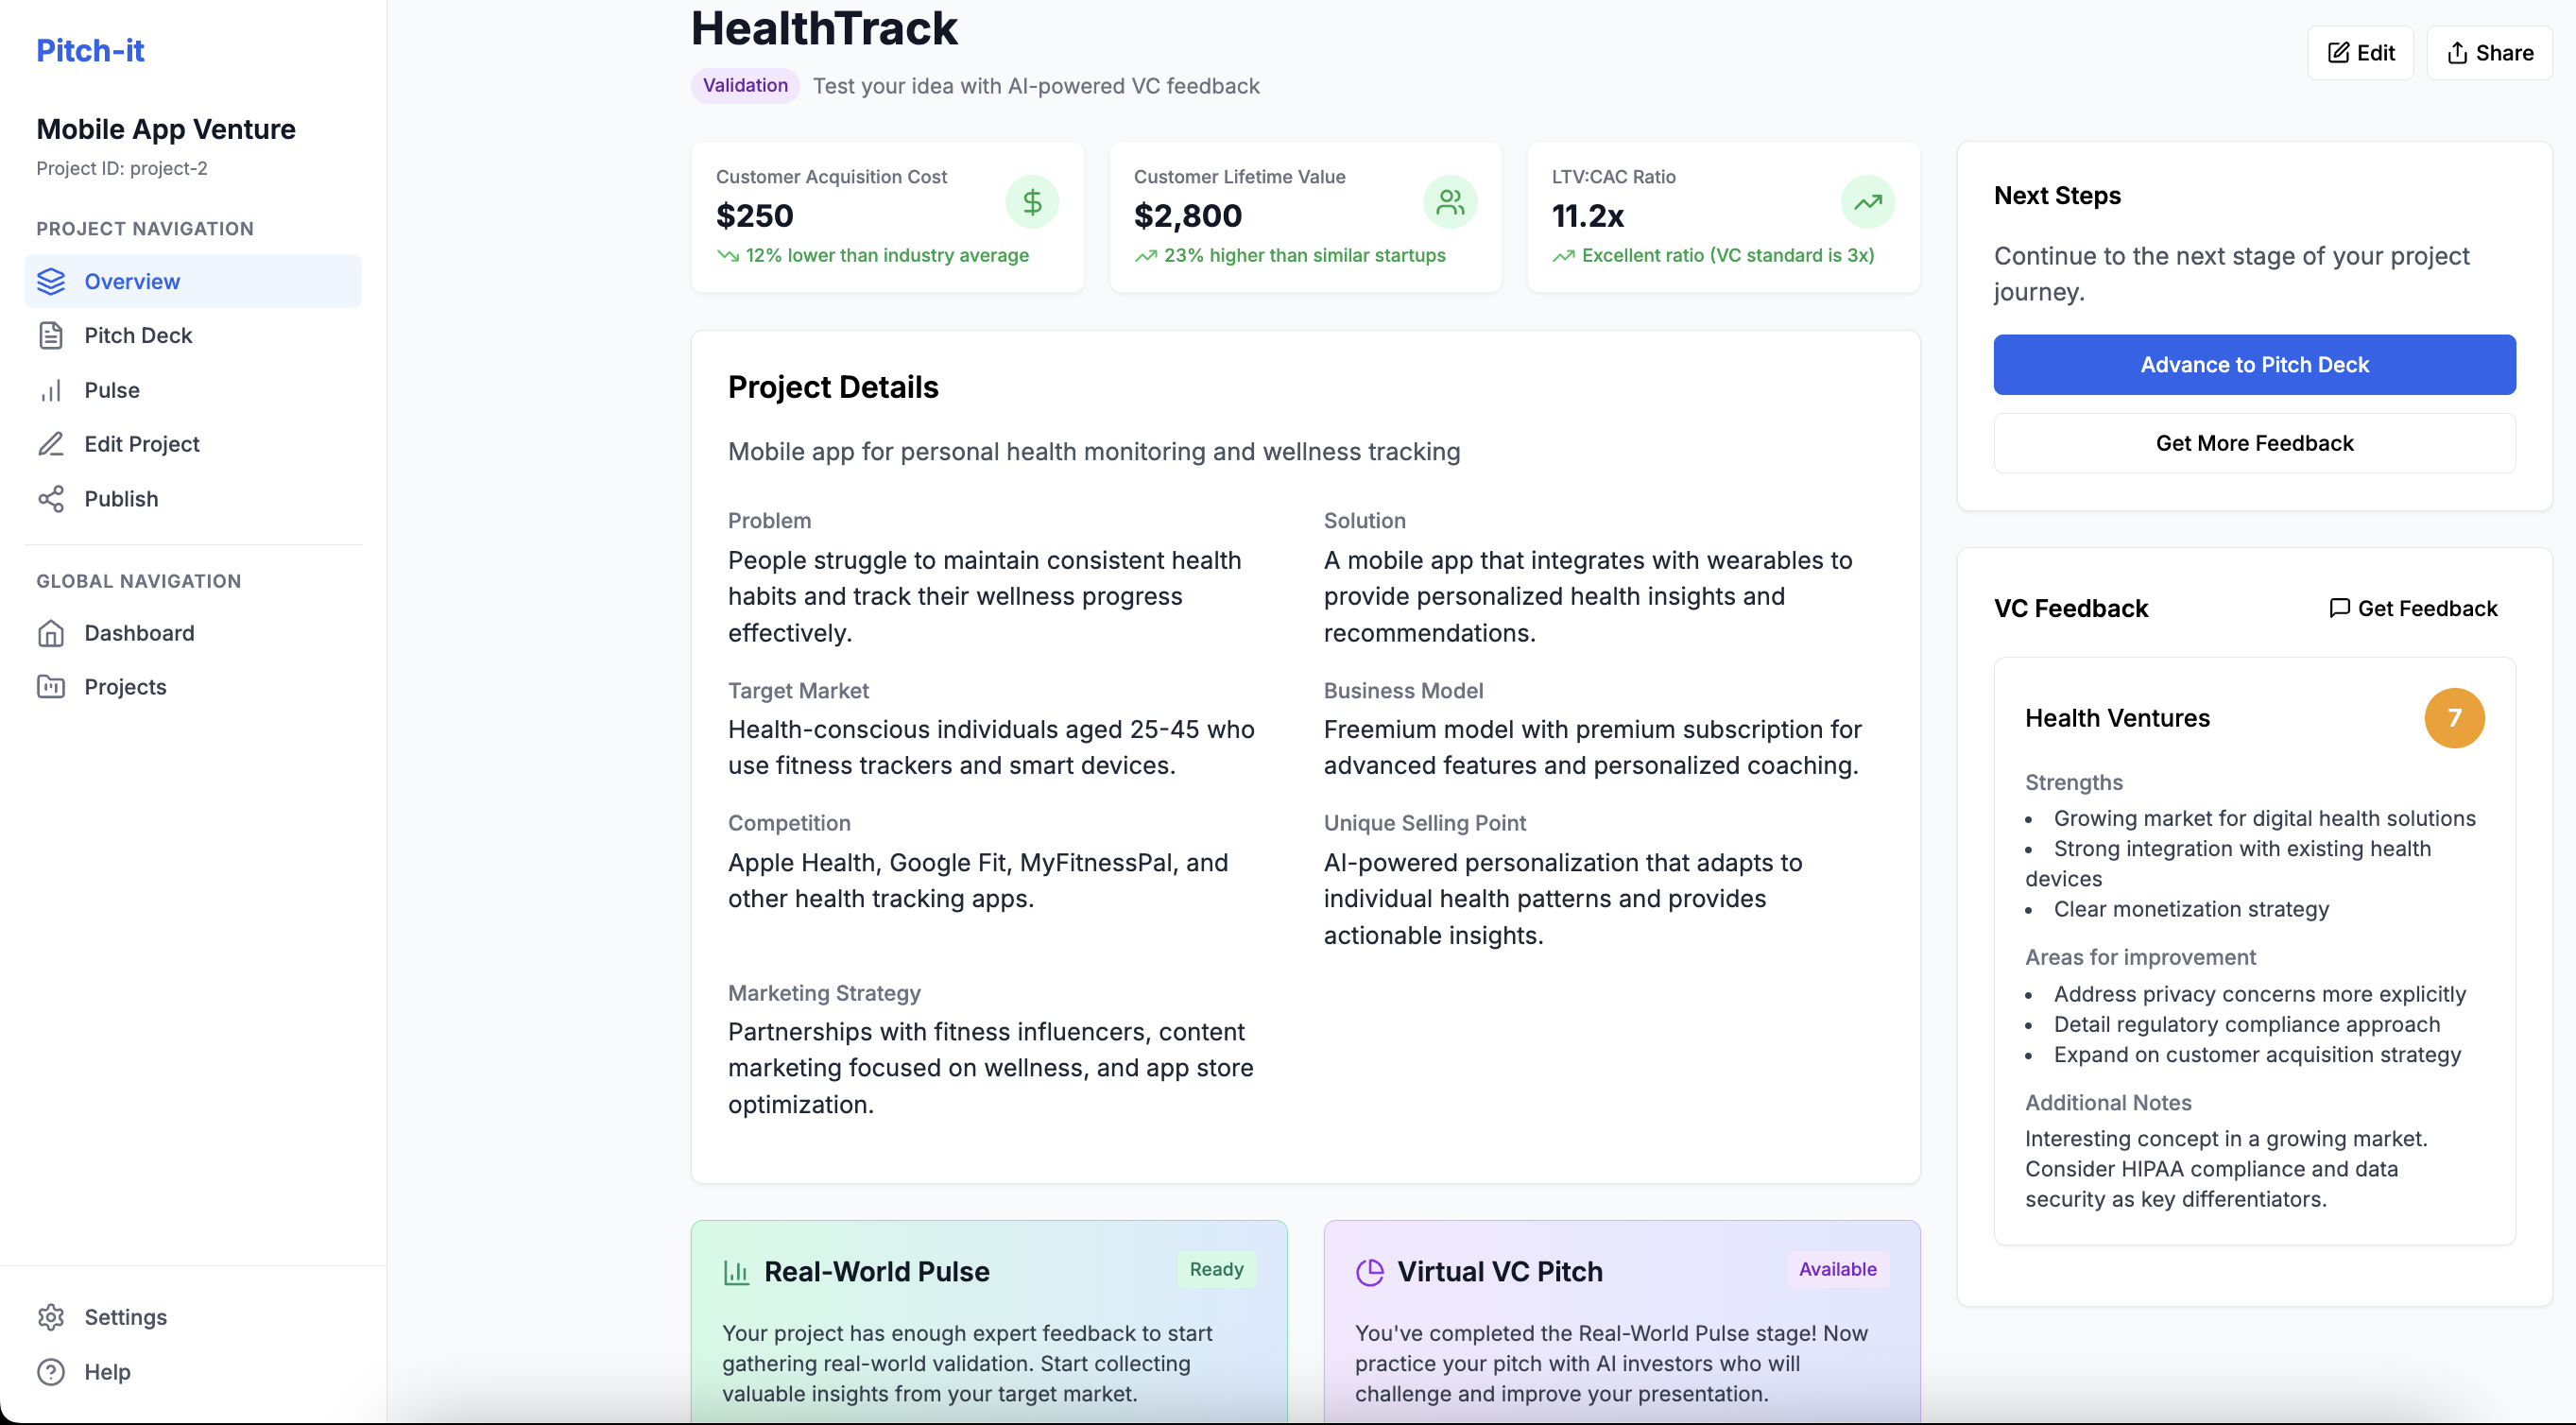 Pitch-it
Mobile App Venture
Project ID: project-2
PROJECT NAVIGATION
Overview
Pitch Deck
Pulse
Edit Project
Publish
GLOBAL NAVIGATION
Dashboard
Projects
Settings
Help
HealthTrack
Validation Test your idea with AI-powered VC feedback
Edit
Share
Customer Acquisition Cost
$250
12% lower than industry average
Customer Lifetime Value
$2,800
23% higher than similar startups
LTV:CAC Ratio
11.2x
Excellent ratio (VC standard is 3x)
Project Details
Mobile app for personal health monitoring and wellness tracking
Problem
People struggle to maintain consistent health
habits and track their wellness progress
effectively.
Solution
A mobile app that integrates with wearables to
provide personalized health insights and
recommendations.
Target Market
Health-conscious individuals aged 25-45 who
use fitness trackers and smart devices.
Business Model
Freemium model with premium subscription for
advanced features and personalized coaching.
Competition
Apple Health, Google Fit, MyFitnessPal, and
other health tracking apps.
Unique Selling Point
AI-powered personalization that adapts to
individual health patterns and provides
actionable insights.
Marketing Strategy
Partnerships with fitness influencers, content
marketing focused on wellness, and app store
optimization.
Real-World Pulse
Ready
Your project has enough expert feedback to start
gathering real-world validation. Start collecting
valuable insights from your target market.
Virtual VC Pitch
Available
You've completed the Real-World Pulse stage! Now
practice your pitch with AI investors who will
challenge and improve your presentation.
Next Steps
Continue to the next stage of your project
journey.
Advance to Pitch Deck
Get More Feedback
VC Feedback
Get Feedback
Health Ventures
7
Strengths
• Growing market for digital health solutions
• Strong integration with existing health
devices
• Clear monetization strategy
Areas for improvement
• Address privacy concerns more explicitly
• Detail regulatory compliance approach
• Expand on customer acquisition strategy
Additional Notes
Interesting concept in a growing market.
Consider HIPAA compliance and data
security as key differentiators.